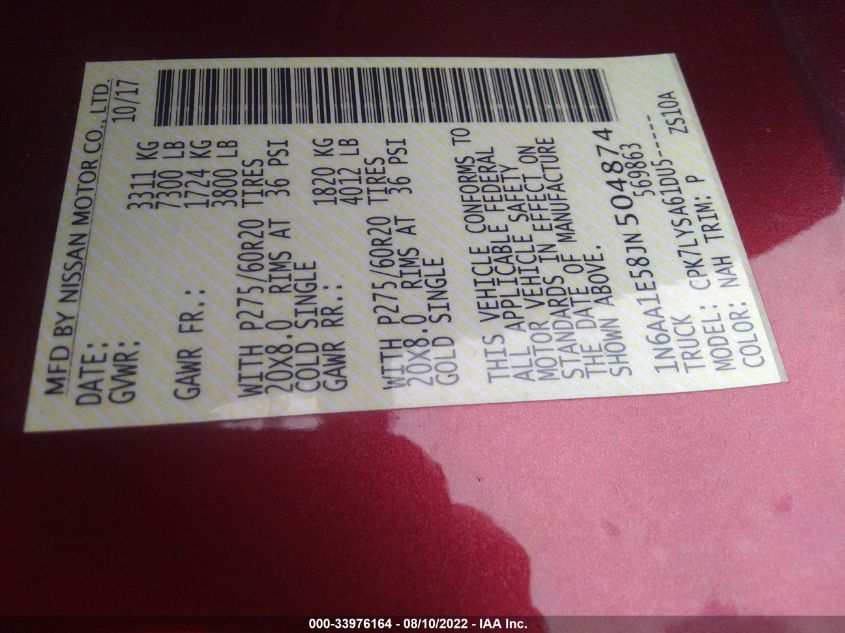 MFD BY NISSAN MOTOR CO., LTD.
DATE: 10/17
GVWR: 3311 KG
7300 LB
GAWR FR.: 1724 KG
3800 LB
WITH P275/60R20 TIRES
20X8.0 RIMS AT 36 PSI
COLD SINGLE
GAWR RR.: 1820 KG
4012 LB
WITH P275/60R20 TIRES
20X8.0 RIMS AT 36 PSI
COLD SINGLE
THIS VEHICLE CONFORMS TO
ALL APPLICABLE FEDERAL
MOTOR VEHICLE SAFETY
STANDARDS IN EFFECT ON
THE DATE OF MANUFACTURE
SHOWN ABOVE.
1N6AA1E58JN504874
TRUCK 569863
MODEL: CPK7LYSA61DU5-----
COLOR: NAH TRIM: P ZS10A
000-33976164 - 08/10/2022 - IAA Inc.